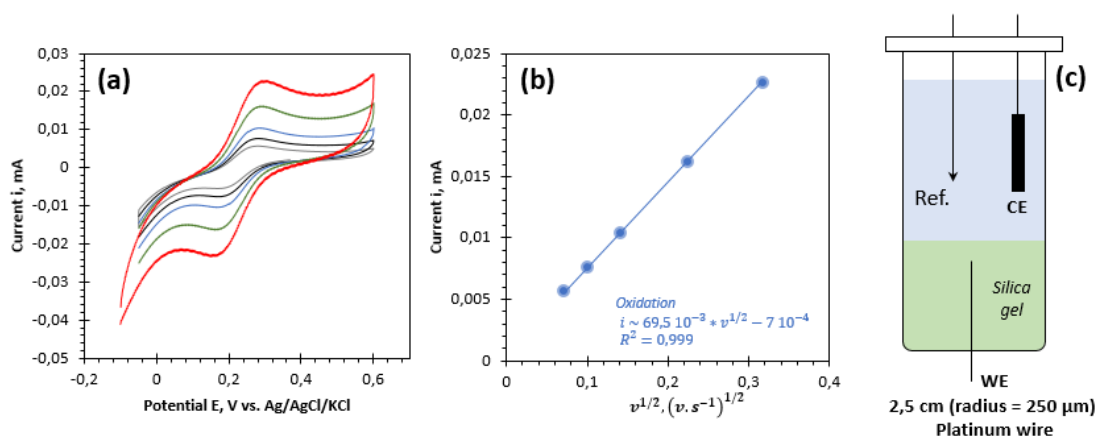 (a)
Current i, mA
0,03
0,02
0,01
0
-0,01
-0,02
-0,03
-0,04
-0,05
-0,2
0
0,2
0,4
0,6
Potential E, V vs. Ag/AgCl/KCl
(b)
Current i, mA
0,025
0,02
0,015
0,01
0,005
0
0
0,1
0,2
0,3
0,4
Oxidation
i ~ 69,5 10⁻³ * v^{1/2} − 7 10⁻⁴
R² = 0,999
v^{1/2}, (v. s⁻¹)^{1/2}
(c)
Ref.
CE
Silica
gel
WE
2,5 cm (radius = 250 µm)
Platinum wire